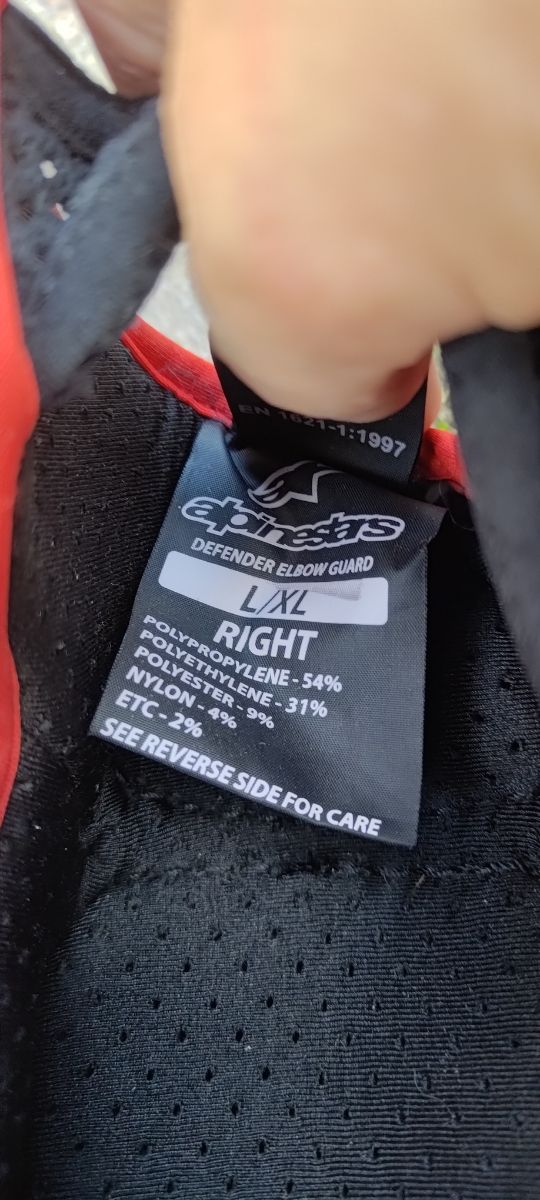 EN 1621-1:1997
alpinestars
DEFENDER ELBOW GUARD
L/XL
RIGHT
POLYPROPYLENE - 54%
POLYETHYLENE - 31%
POLYESTER - 9%
NYLON - 4%
ETC - 2%
SEE REVERSE SIDE FOR CARE